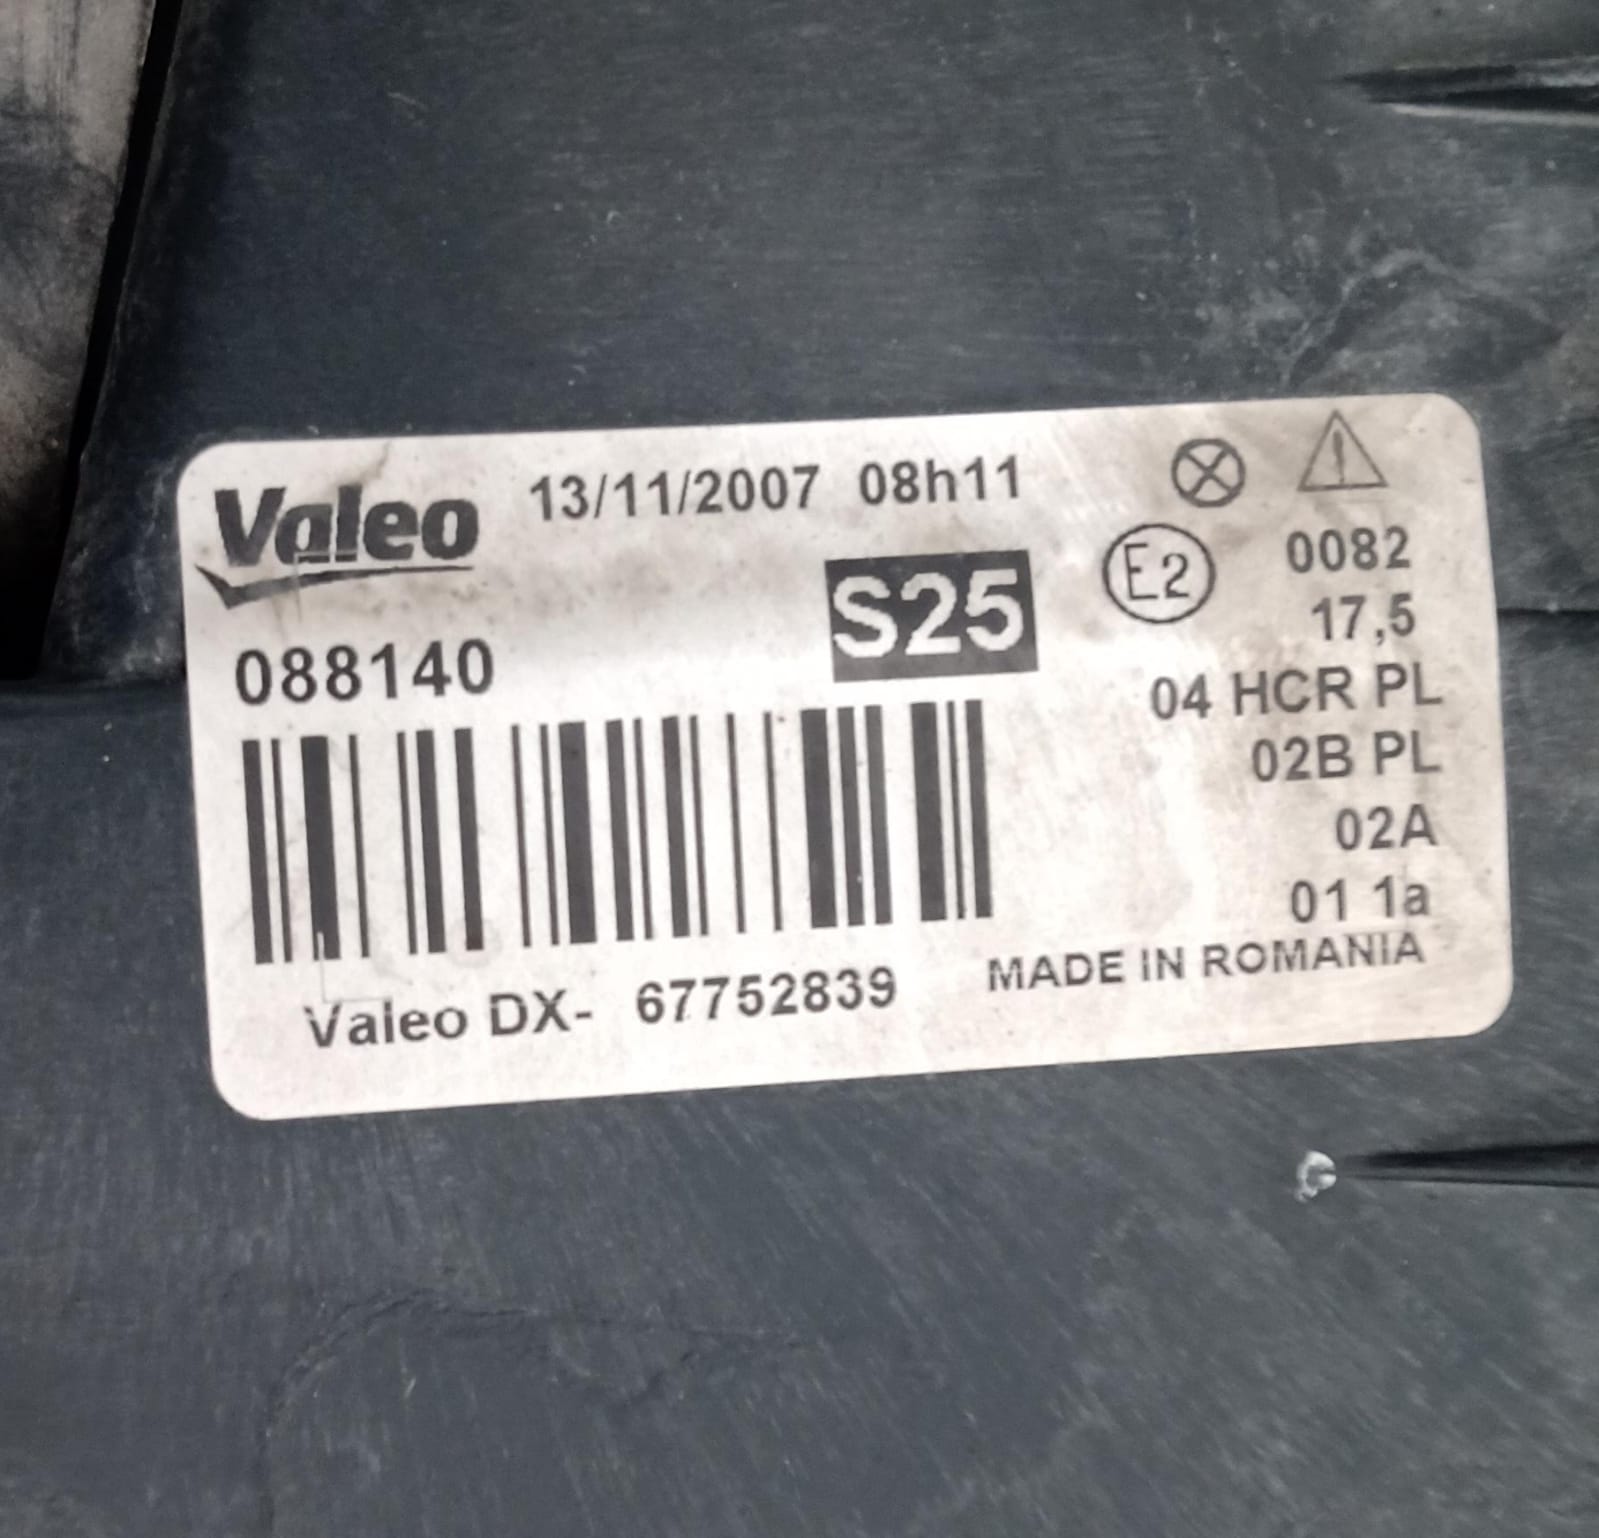 Valeo 13/11/2007 08h11
E2 0082
S25 17,5
088140 04 HCR PL
02B PL
02A
01 1a
MADE IN ROMANIA
Valeo DX- 67752839